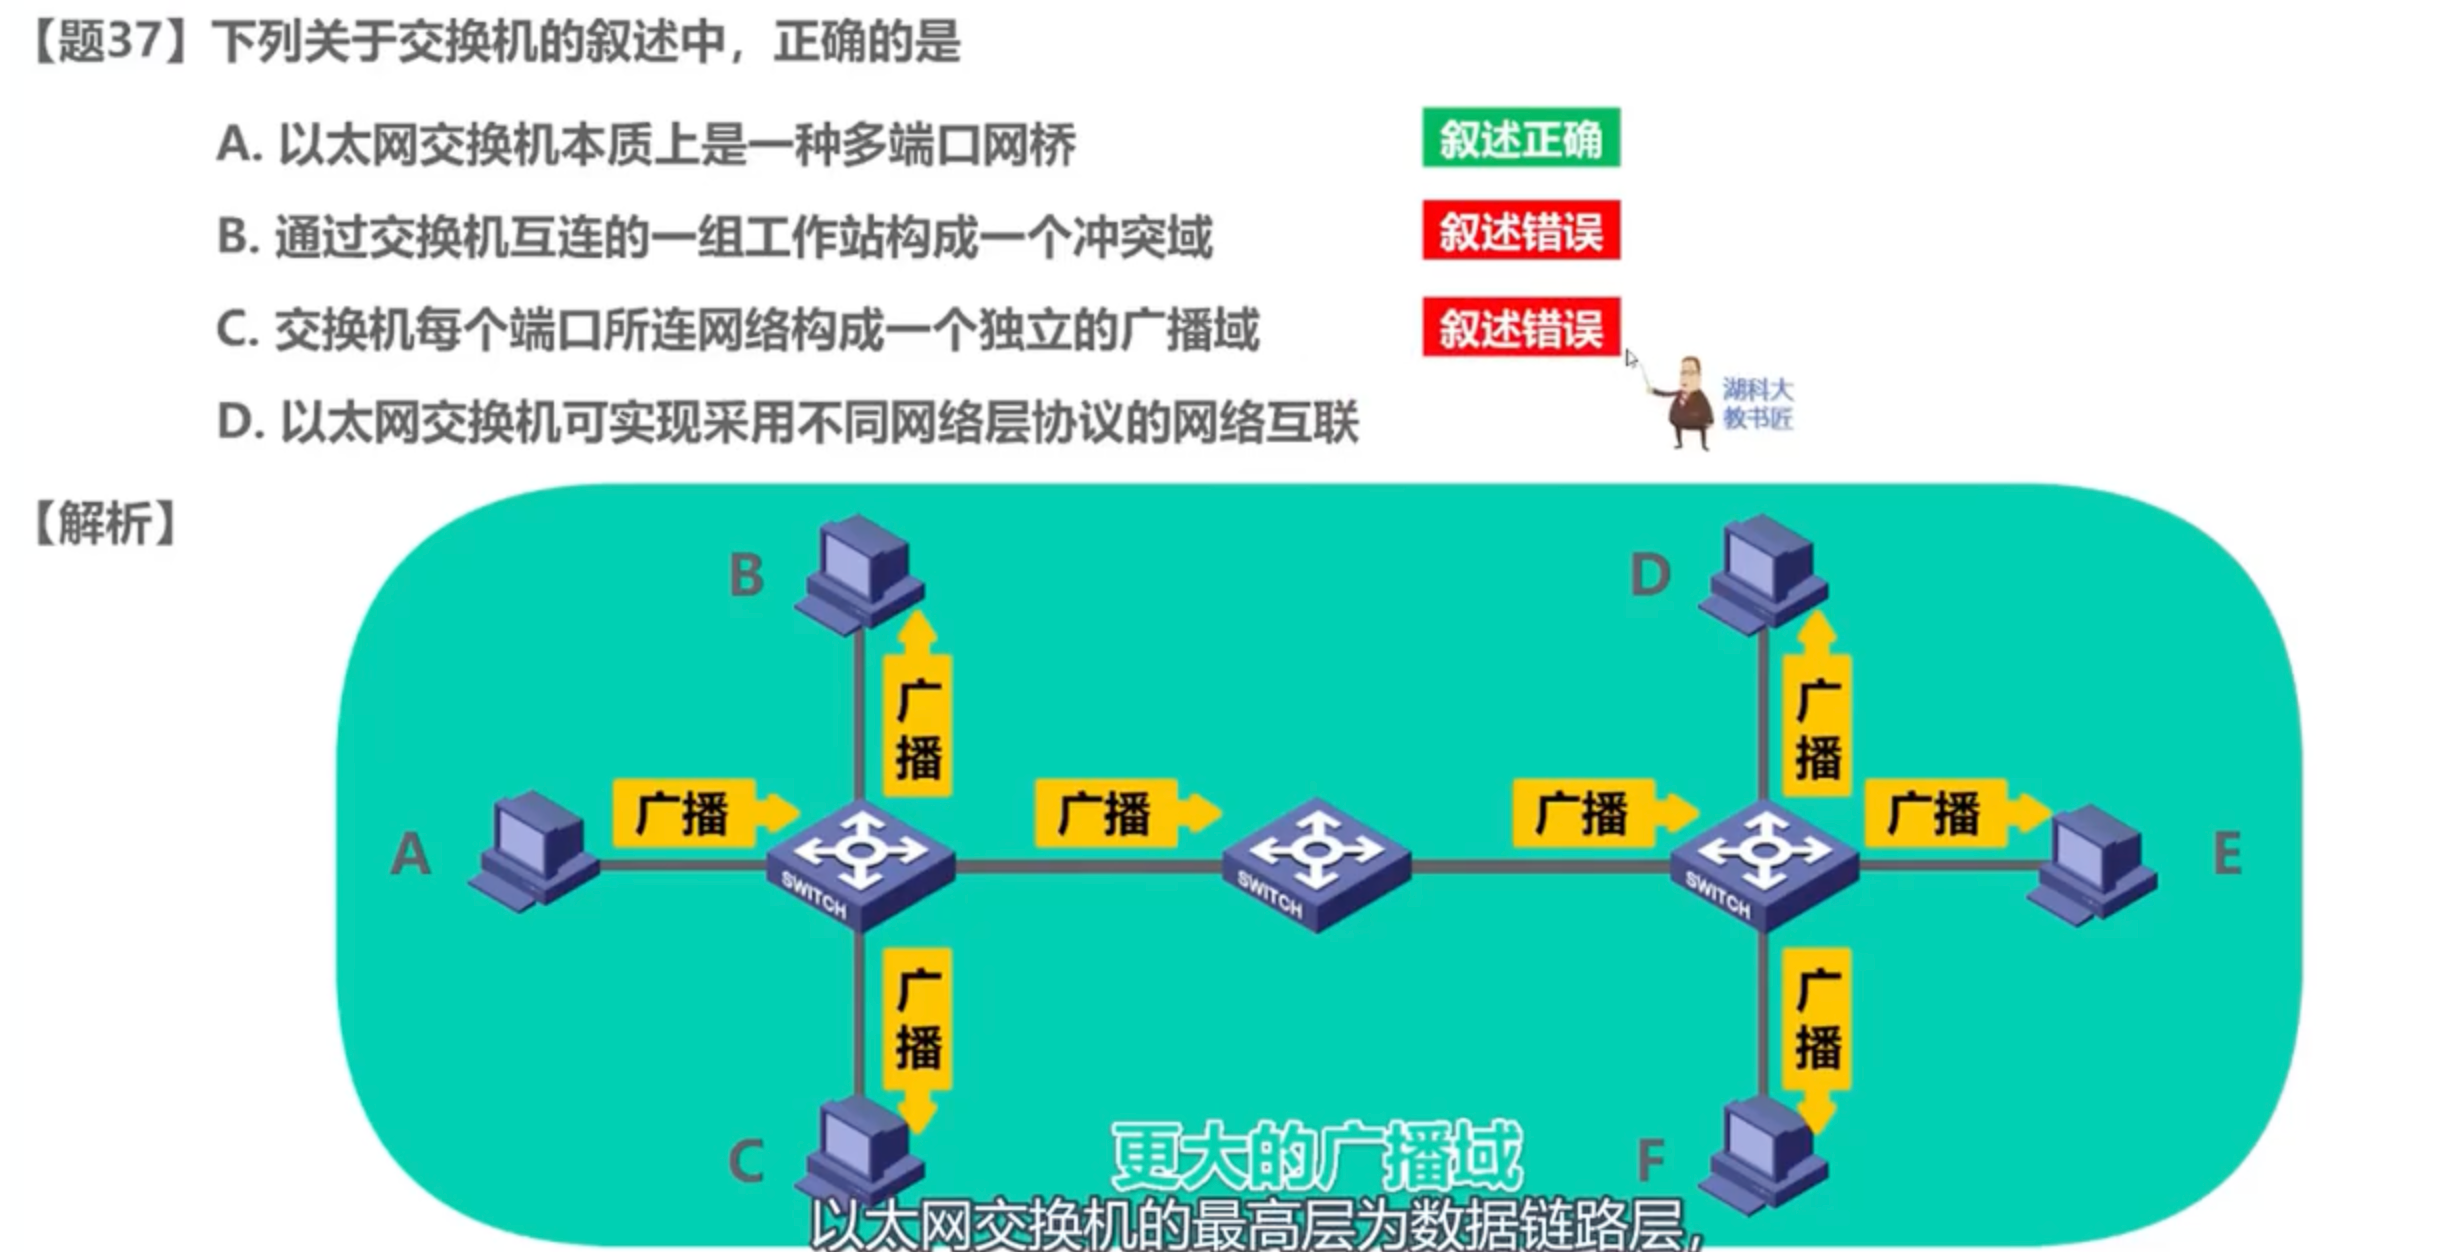 【题37】下列关于交换机的叙述中，正确的是
A. 以太网交换机本质上是一种多端口网桥
叙述正确
B. 通过交换机互连的一组工作站构成一个冲突域
叙述错误
C. 交换机每个端口所连网络构成一个独立的广播域
叙述错误
D. 以太网交换机可实现采用不同网络层协议的网络互联
湖科大
教书匠
【解析】
B
D
广播
广播
A
广播
广播
广播
广播
E
SWITCH
SWITCH
SWITCH
广播
广播
C
更大的广播域
F
以太网交换机的最高层为数据链路层，